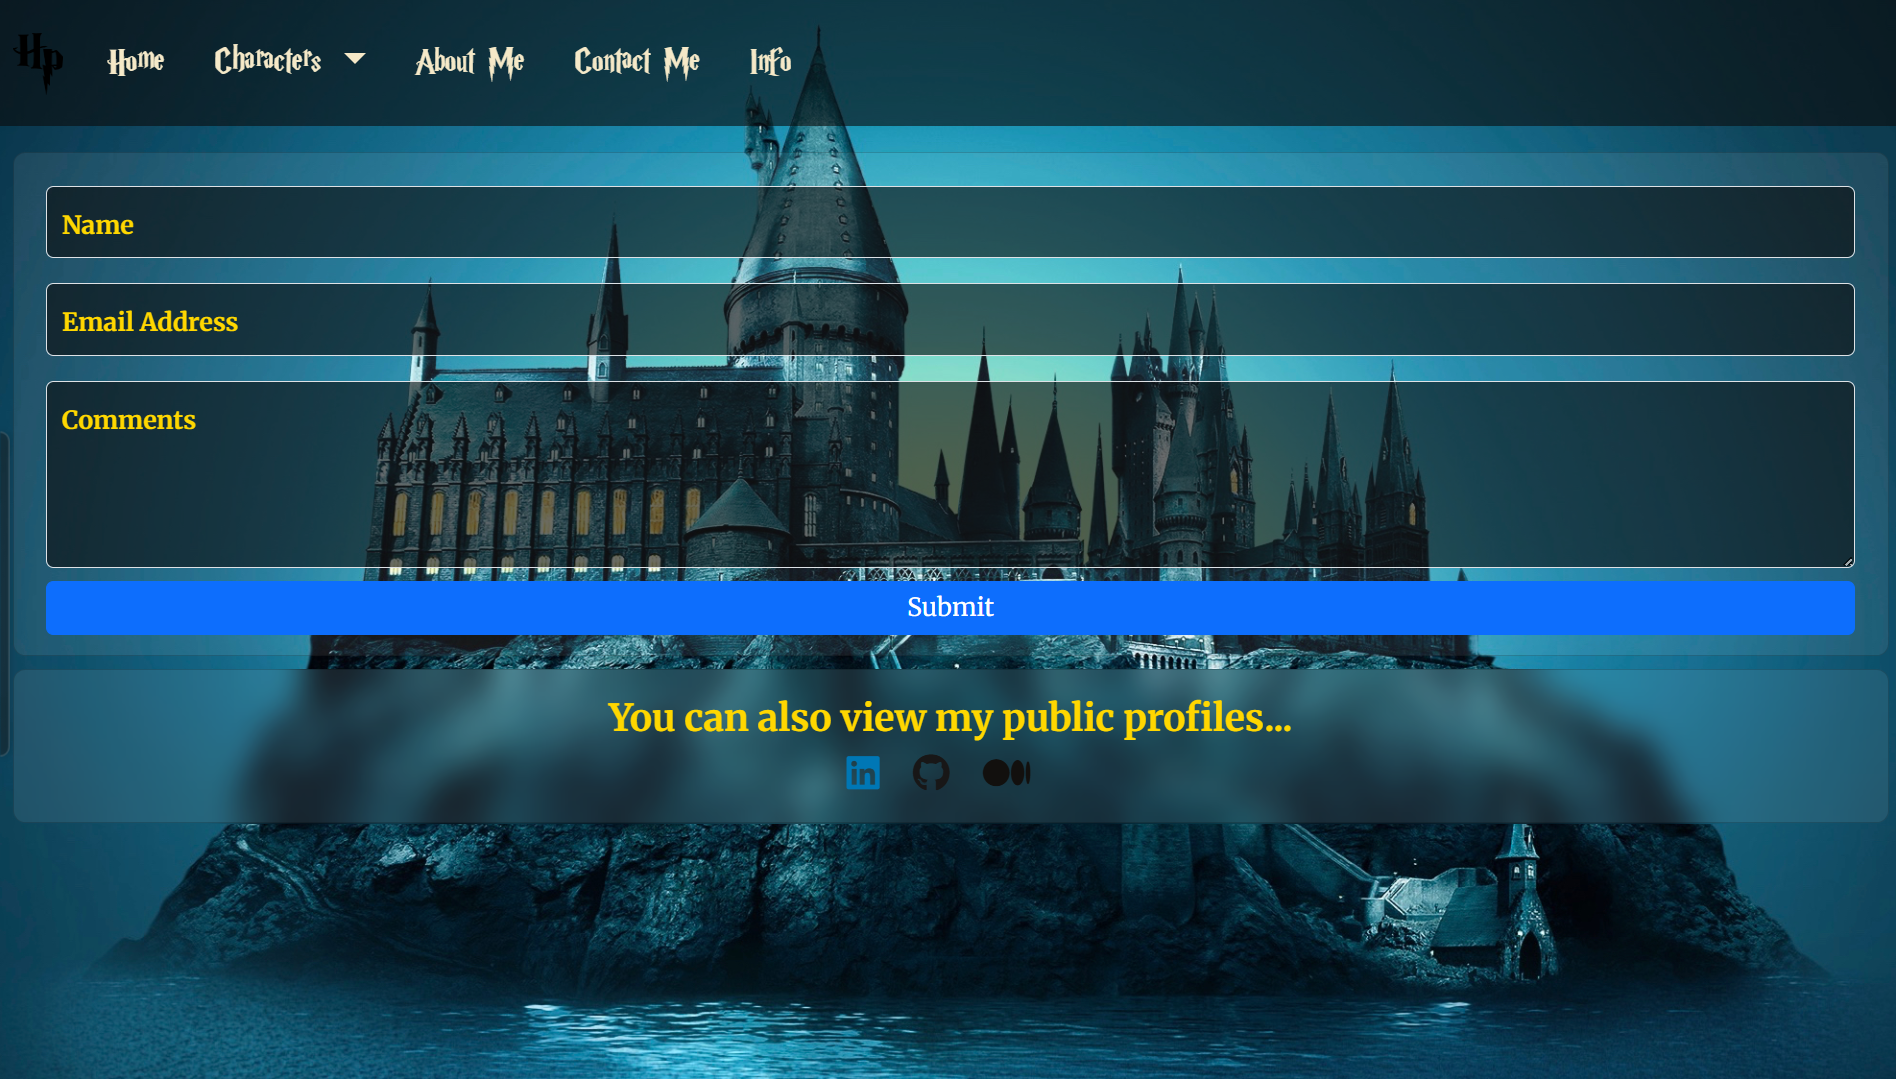 Hp Home Characters About Me Contact Me Info
Name
Email Address
Comments
Submit
You can also view my public profiles...
in